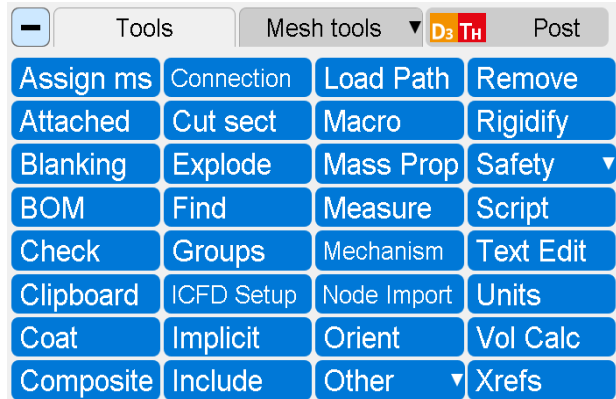 − Tools Mesh tools ▼ D3 TH Post
Assign ms Connection Load Path Remove
Attached Cut sect Macro Rigidify
Blanking Explode Mass Prop Safety ▼
BOM Find Measure Script
Check Groups Mechanism Text Edit
Clipboard ICFD Setup Node Import Units
Coat Implicit Orient Vol Calc
Composite Include Other ▼ Xrefs